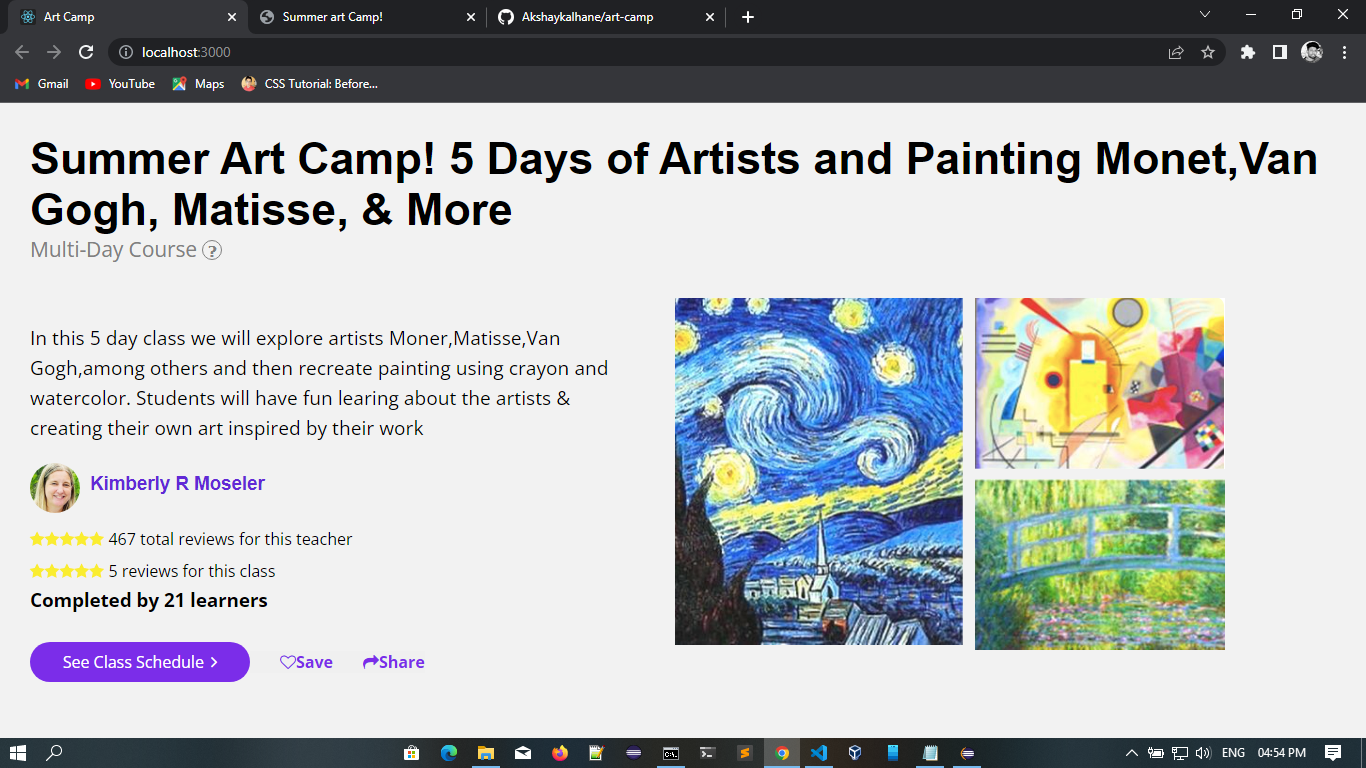 Art Camp
Summer art Camp!
Akshaykalhane/art-camp
localhost:3000
Gmail
YouTube
Maps
CSS Tutorial: Before...
Summer Art Camp! 5 Days of Artists and Painting Monet,Van
Gogh, Matisse, & More
Multi-Day Course ?
In this 5 day class we will explore artists Moner,Matisse,Van
Gogh,among others and then recreate painting using crayon and
watercolor. Students will have fun learing about the artists &
creating their own art inspired by their work
Kimberly R Moseler
467 total reviews for this teacher
5 reviews for this class
Completed by 21 learners
See Class Schedule
Save
Share
ENG
04:54 PM